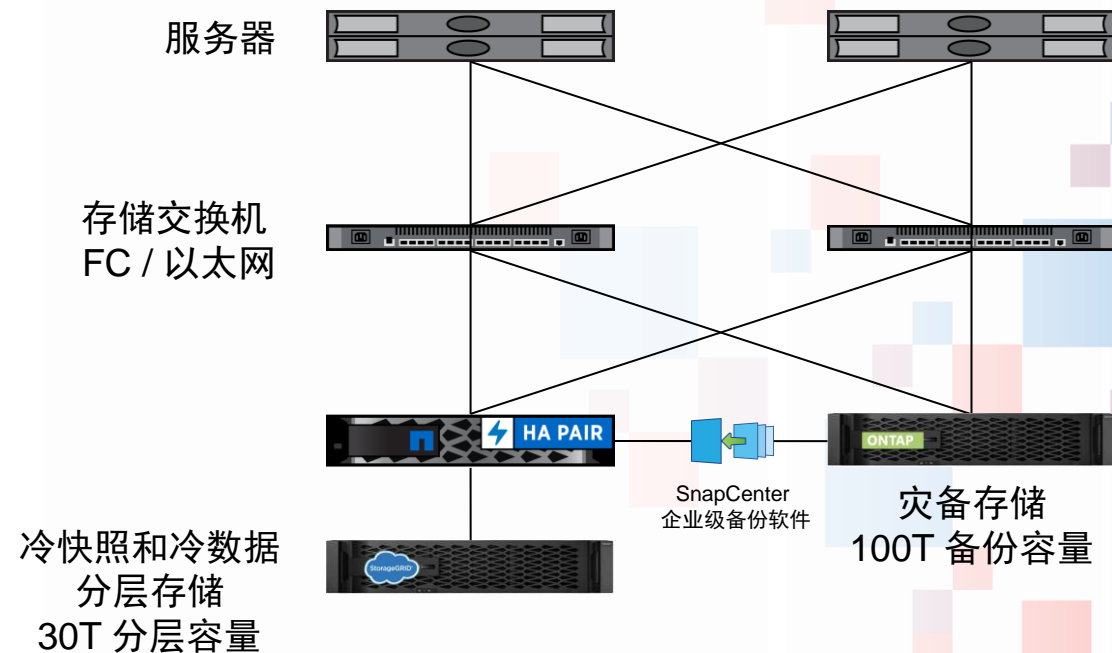 服务器
存储交换机
FC / 以太网
HA PAIR
ONTAP
SnapCenter
企业级备份软件
灾备存储
100T 备份容量
冷快照和冷数据
分层存储
30T 分层容量
StorageGRID